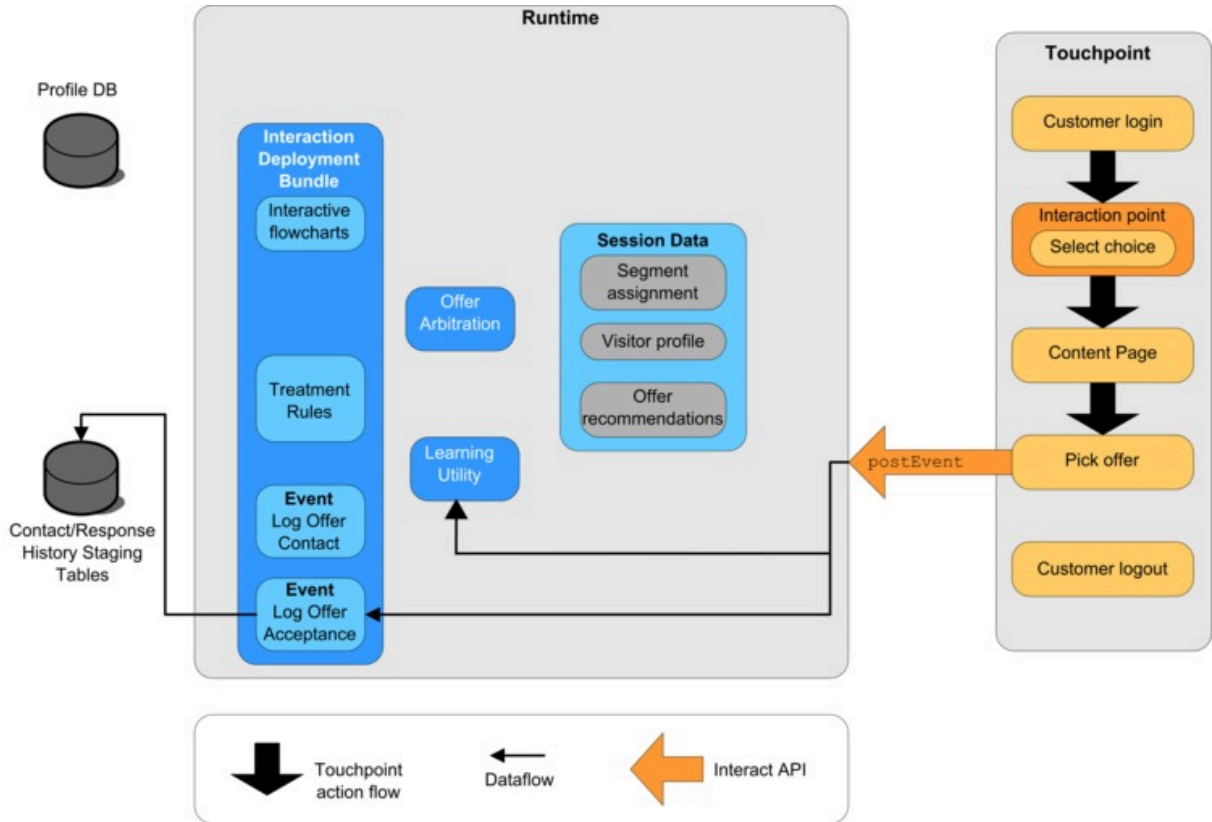 Runtime
Touchpoint
Profile DB
Customer login
Interaction
Deployment
Bundle
Interactive
flowcharts
Interaction point
Select choice
Session Data
Segment
assignment
Visitor profile
Offer
recommendations
Offer
Arbitration
Content Page
Treatment
Rules
Learning
Utility
postEvent
Pick offer
Contact/Response
History Staging
Tables
Event
Log Offer
Contact
Event
Log Offer
Acceptance
Customer logout
Touchpoint
action flow
Dataflow
Interact API